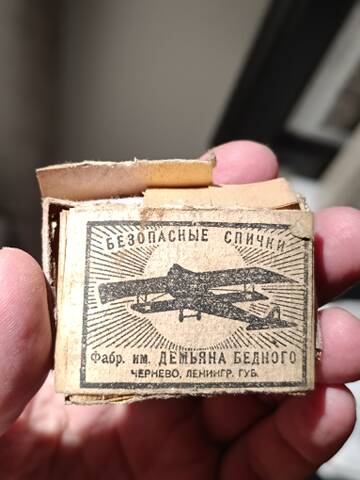 БЕЗОПАСНЫЕ СПИЧКИ
Фабр. им. ДЕМЬЯНА БЕДНОГО
ЧЕРНЕВО, ЛЕНИНГР. ГУБ.